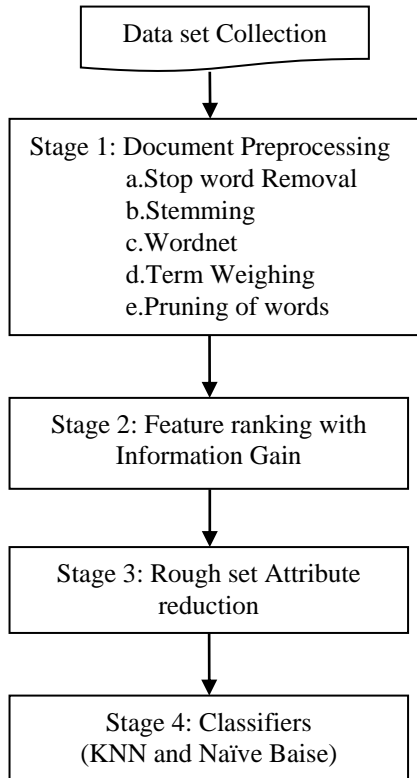 Data set Collection
Stage 1: Document Preprocessing
a.Stop word Removal
b.Stemming
c.Wordnet
d.Term Weighing
e.Pruning of words
Stage 2: Feature ranking with
Information Gain
Stage 3: Rough set Attribute
reduction
Stage 4: Classifiers
(KNN and Naïve Baise)